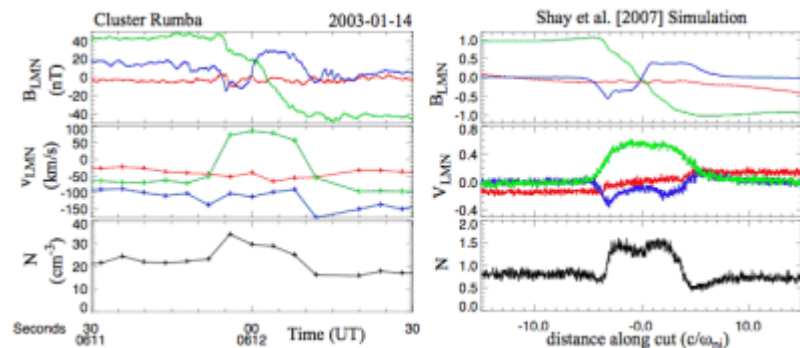 Cluster Rumba 2003-01-14
Shay et al. [2007] Simulation
B_LMN (nT)
40
20
0
-20
-40
v_LMN (km/s)
100
50
0
-50
-100
-150
N (cm⁻³)
40
30
20
10
0
Seconds 30 00 30
0611 0612 Time (UT)
B_LMN
1.0
0.5
0.0
-0.5
-1.0
V_LMN
0.8
0.4
0.0
-0.4
N
2.0
1.5
1.0
0.5
0.0
-10.0 -0.0 10.0
distance along cut (c/ω_pi)